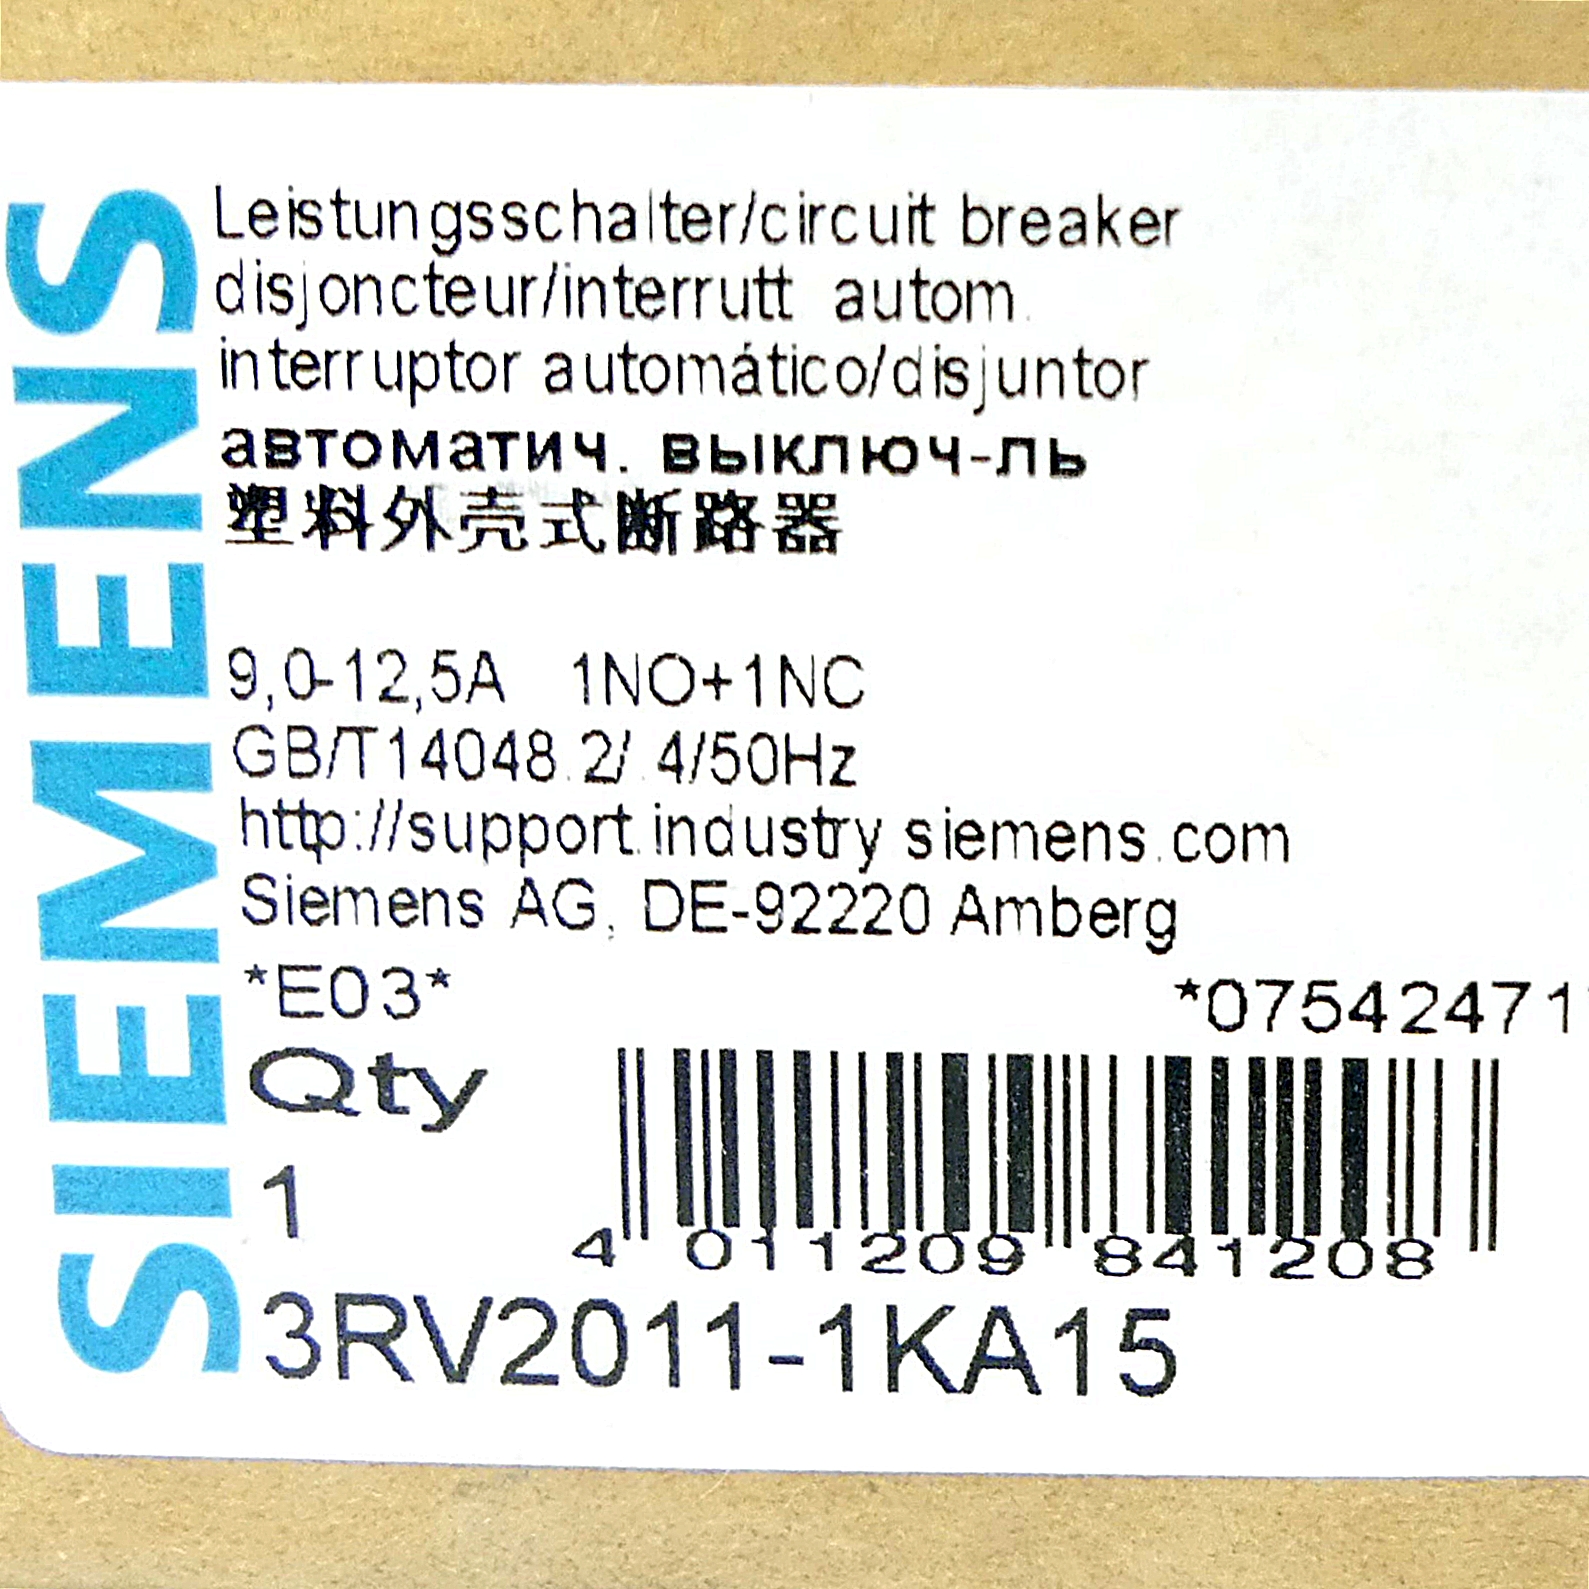 SIEMENS
Leistungsschalter/circuit breaker
disjoncteur/interrutt. autom.
interruptor automático/disjuntor
автоматич. выключ-ль
塑料外壳式断路器
9,0-12,5A 1NO+1NC
GB/T14048.2/.4/50Hz
http://support.industry.siemens.com
Siemens AG, DE-92220 Amberg
*E03* *07542471
Qty
1
4 011209 841208
3RV2011-1KA15